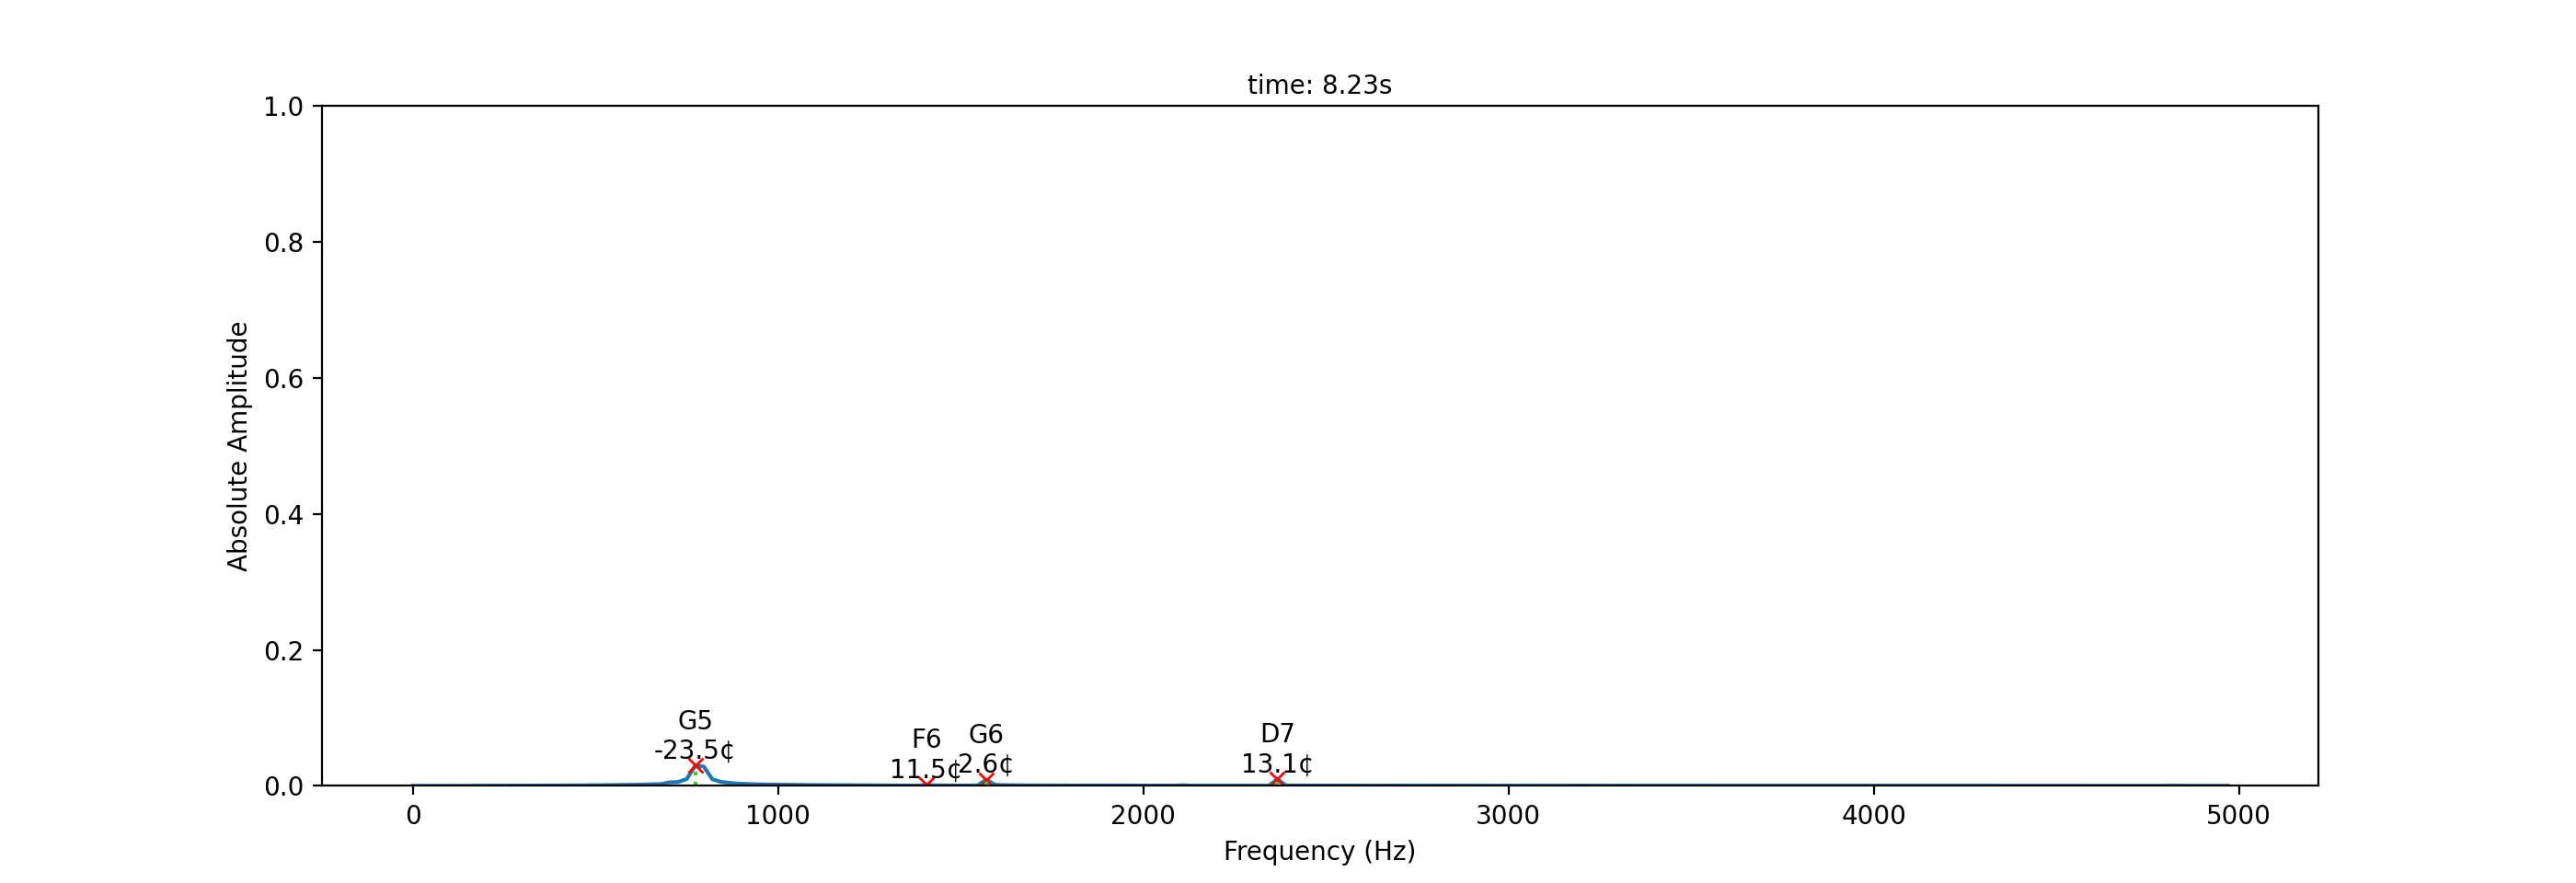 time: 8.23s
1.0
0.8
0.6
0.4
0.2
0.0
Absolute Amplitude
G5
-23.5¢
F6
11.5¢
G6
2.6¢
D7
13.1¢
0 1000 2000 3000 4000 5000
Frequency (Hz)